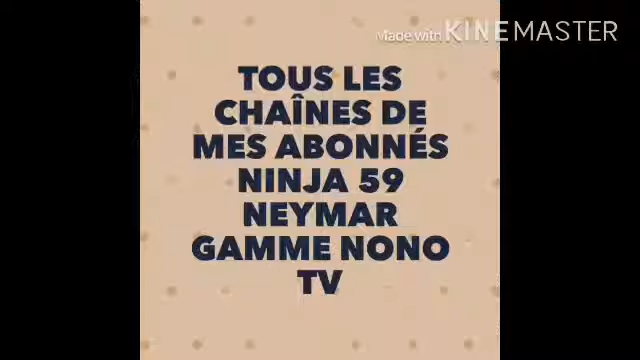 Made with KINEMASTER
TOUS LES
CHAÎNES DE
MES ABONNÉS
NINJA 59
NEYMAR
GAMME NONO
TV